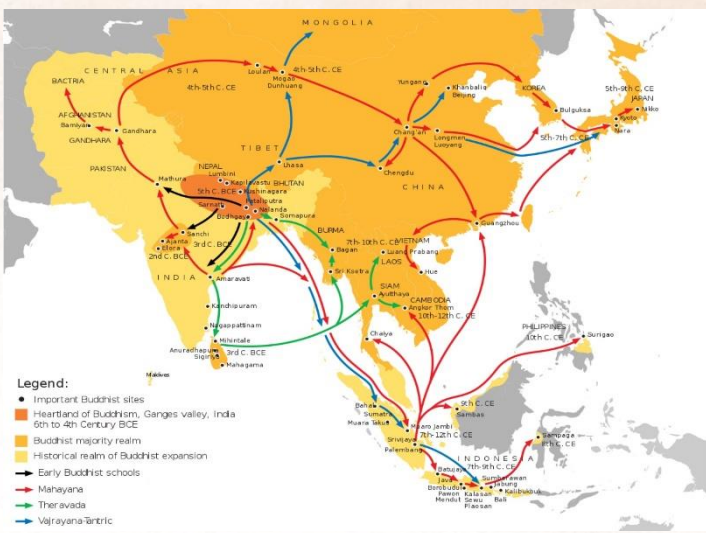 MONGOLIA
CENTRAL ASIA
Loulan
4th-5th C. CE
Mogao
Dunhuang
4th-5th C. CE
BACTRIA
AFGHANISTAN
Bamiyan
Gandhara
GANDHARA
PAKISTAN
Yungang
Khanbaliq
Beijing
KOREA
Bulguksa
5th-9th C. CE
JAPAN
Nikko
Kyoto
Nara
5th-7th C. CE
Chang'an
Longmen
Luoyang
TIBET
Lhasa
Chengdu
CHINA
NEPAL
Lumbini
Kapilavastu
BHUTAN
5th C. BCE
Kushinagara
Mathura
Sarnath
Pataliputra
Nalanda
Bodhgaya
Somapura
Sanchi
Ajanta
Ellora
3rd C. BCE
2nd C. BCE
INDIA
Amaravati
BURMA
7th-10th C. CE
Bagan
Sri Ksetra
VIETNAM
Luang Prabang
LAOS
Hue
Guangzhou
SIAM
Ayutthaya
CAMBODIA
Angkor Thom
10th-12th C. CE
Kanchipuram
Nagappattinam
Mihintale
Anuradhapura
3rd C. BCE
Sigiriya
Mahagama
Maldives
Chaiya
PHILIPPINES
10th C. CE
Surigao
Bahal
Sumatra
Muara Takus
Muaro Jambi
7th-12th C. CE
Srivijaya
Palembang
9th C. CE
Sambas
Sampaga
INDONESIA
7th-9th C. CE
Batujaya
Java
Borobudur
Pawon
Mendut
Kalasan
Sewu
Plaosan
Sumberawan
Jabung
Bali
Kalibukbuk
Legend:
Important Buddhist sites
Heartland of Buddhism, Ganges valley, India
6th to 4th Century BCE
Buddhist majority realm
Historical realm of Buddhist expansion
Early Buddhist schools
Mahayana
Theravada
Vajrayana-Tantric